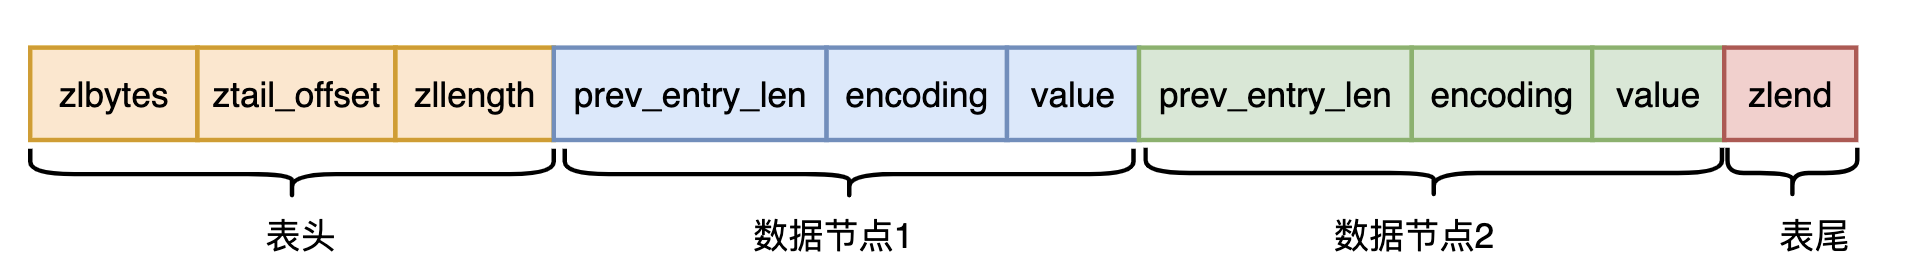 zlbytes ztail_offset zllength prev_entry_len encoding value prev_entry_len encoding value zlend
表头 数据节点1 数据节点2 表尾